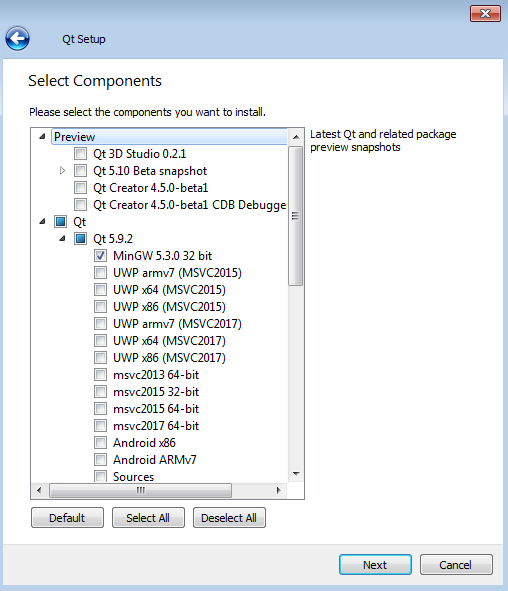 Qt Setup
Select Components
Please select the components you want to install.
Preview
Qt 3D Studio 0.2.1
Qt 5.10 Beta snapshot
Qt Creator 4.5.0-beta1
Qt Creator 4.5.0-beta1 CDB Debugge
Qt
Qt 5.9.2
MinGW 5.3.0 32 bit
UWP armv7 (MSVC2015)
UWP x64 (MSVC2015)
UWP x86 (MSVC2015)
UWP armv7 (MSVC2017)
UWP x64 (MSVC2017)
UWP x86 (MSVC2017)
msvc2013 64-bit
msvc2015 32-bit
msvc2015 64-bit
msvc2017 64-bit
Android x86
Android ARMv7
Sources
Latest Qt and related package
preview snapshots
Default Select All Deselect All
Next Cancel